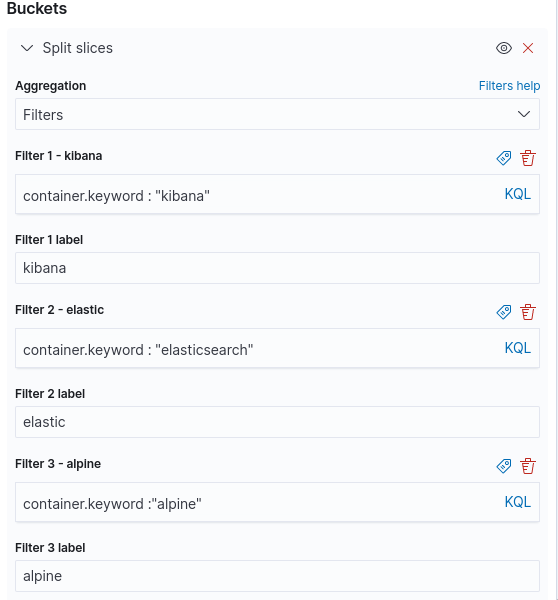 Buckets
Split slices
Aggregation Filters help
Filters
Filter 1 - kibana
container.keyword : "kibana" KQL
Filter 1 label
kibana
Filter 2 - elastic
container.keyword : "elasticsearch" KQL
Filter 2 label
elastic
Filter 3 - alpine
container.keyword :"alpine" KQL
Filter 3 label
alpine